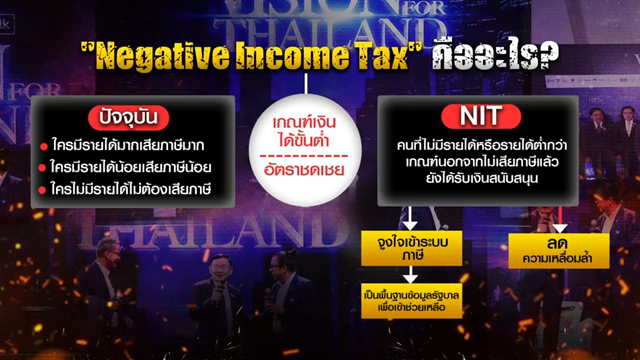 VISION FOR
THAILAND
"Negative Income Tax" คืออะไร?
ปัจจุบัน
ใครมีรายได้มากเสียภาษีมาก
ใครมีรายได้น้อยเสียภาษีน้อย
ใครไม่มีรายได้ไม่ต้องเสียภาษี
เกณฑ์เงิน
ได้ขั้นต่ำ
อัตราชดเชย
NIT
คนที่ไม่มีรายได้หรือรายได้ต่ำกว่า
เกณฑ์นอกจากไม่เสียภาษีแล้ว
ยังได้รับเงินสนับสนุน
จูงใจเข้าระบบ
ภาษี
เป็นพื้นฐานข้อมูลรัฐบาล
เพื่อเข้าช่วยเหลือ
ลด
ความเหลื่อมล้ำ
THAILAND